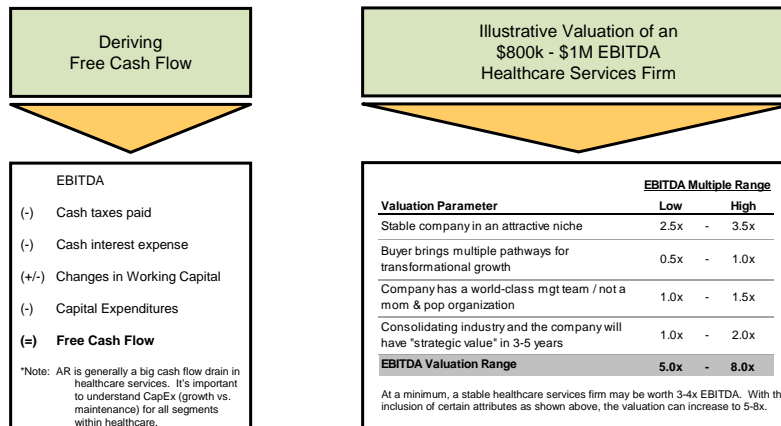 Deriving
Free Cash Flow
EBITDA
(-) Cash taxes paid
(-) Cash interest expense
(+/-) Changes in Working Capital
(-) Capital Expenditures
(=) Free Cash Flow
*Note: AR is generally a big cash flow drain in
healthcare services. It's important
to understand CapEx (growth vs.
maintenance) for all segments
within healthcare.
Illustrative Valuation of an
$800k - $1M EBITDA
Healthcare Services Firm
EBITDA Multiple Range
Valuation Parameter Low High
Stable company in an attractive niche 2.5x - 3.5x
Buyer brings multiple pathways for
transformational growth 0.5x - 1.0x
Company has a world-class mgt team / not a
mom & pop organization 1.0x - 1.5x
Consolidating industry and the company will
have "strategic value" in 3-5 years 1.0x - 2.0x
EBITDA Valuation Range 5.0x - 8.0x
At a minimum, a stable healthcare services firm may be worth 3-4x EBITDA. With th
inclusion of certain attributes as shown above, the valuation can increase to 5-8x.